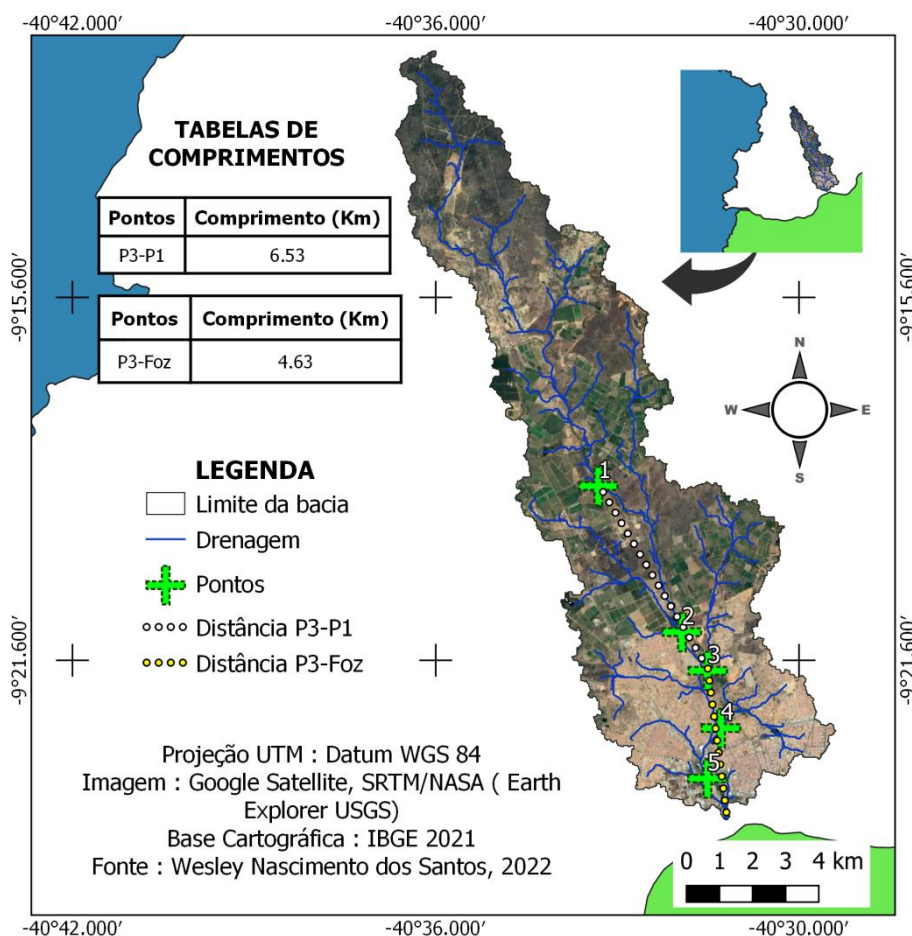 -40°42.000′ -40°36.000′ -40°30.000′
TABELAS DE
COMPRIMENTOS
Pontos Comprimento (Km)
P3-P1 6.53
Pontos Comprimento (Km)
P3-Foz 4.63
-9°15.600′ -9°15.600′
N
W E
S
LEGENDA
Limite da bacia
Drenagem
Pontos
Distância P3-P1
Distância P3-Foz
1
2
3
4
5
-9°21.600′ -9°21.600′
Projeção UTM : Datum WGS 84
Imagem : Google Satellite, SRTM/NASA ( Earth
Explorer USGS)
Base Cartográfica : IBGE 2021
Fonte : Wesley Nascimento dos Santos, 2022
0 1 2 3 4 km
-40°42.000′ -40°36.000′ -40°30.000′